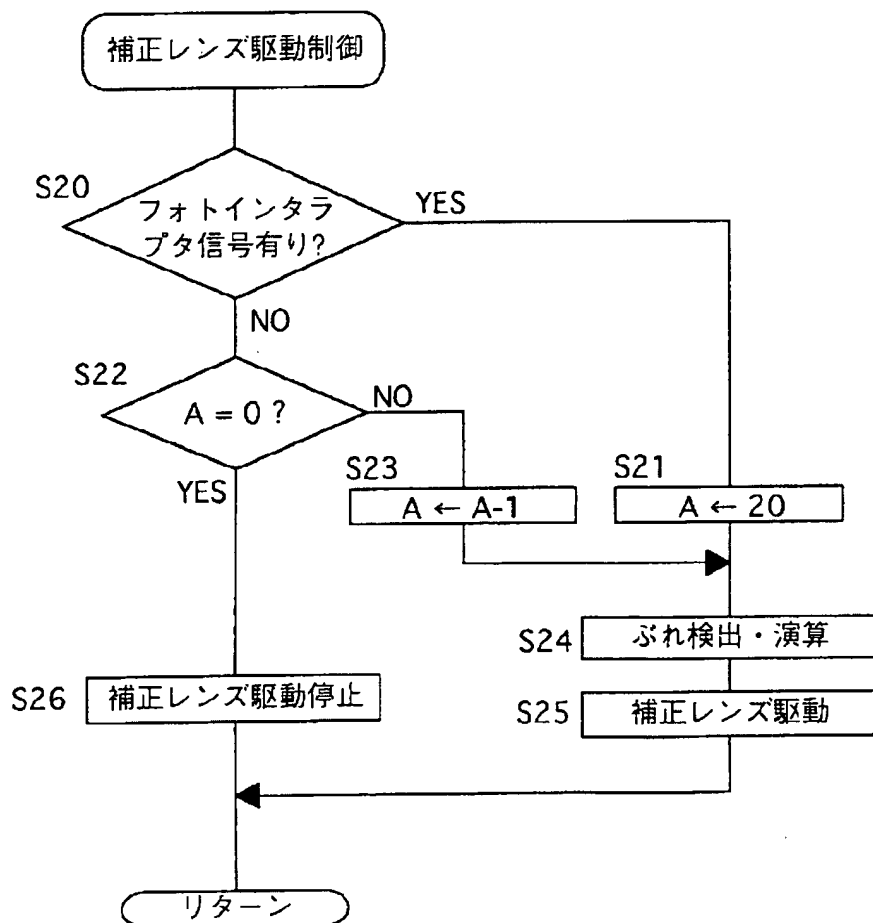 補正レンズ駆動制御
S20
フォトインタラ
プタ信号有り?
YES
NO
S22
A = 0 ?
NO
YES
S23
A ← A-1
S21
A ← 20
S24
ぶれ検出・演算
S26
補正レンズ駆動停止
S25
補正レンズ駆動
リターン